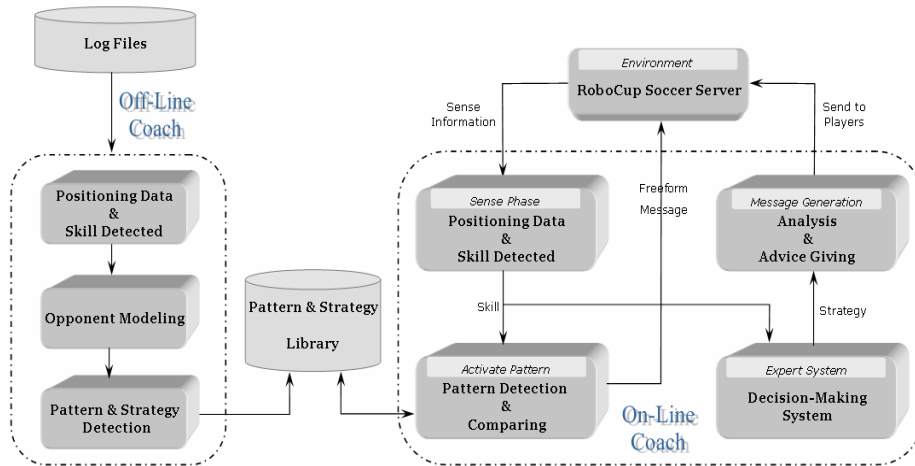 Log Files
Off-Line
Coach
Positioning Data
&
Skill Detected
Opponent Modeling
Pattern & Strategy
Detection
Pattern & Strategy
Library
Environment
RoboCup Soccer Server
Sense
Information
Send to
Players
Freeform
Message
Sense Phase
Positioning Data
&
Skill Detected
Message Generation
Analysis
&
Advice Giving
Skill
Strategy
Activate Pattern
Pattern Detection
&
Comparing
Expert System
Decision-Making
System
On-Line
Coach